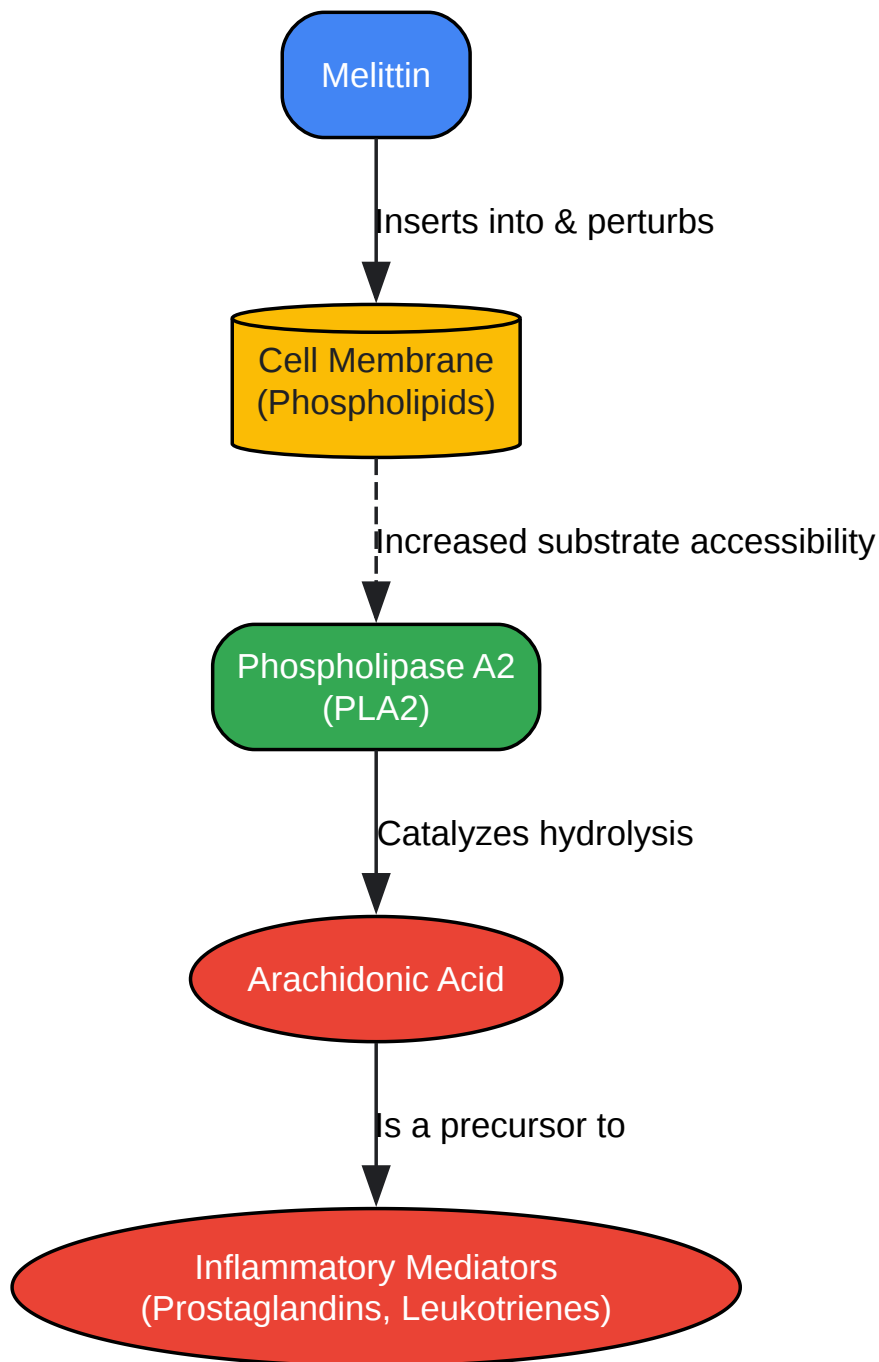 Melittin
Inserts into & perturbs
Cell Membrane
(Phospholipids)
Increased substrate accessibility
Phospholipase A2
(PLA2)
Catalyzes hydrolysis
Arachidonic Acid
Is a precursor to
Inflammatory Mediators
(Prostaglandins, Leukotrienes)